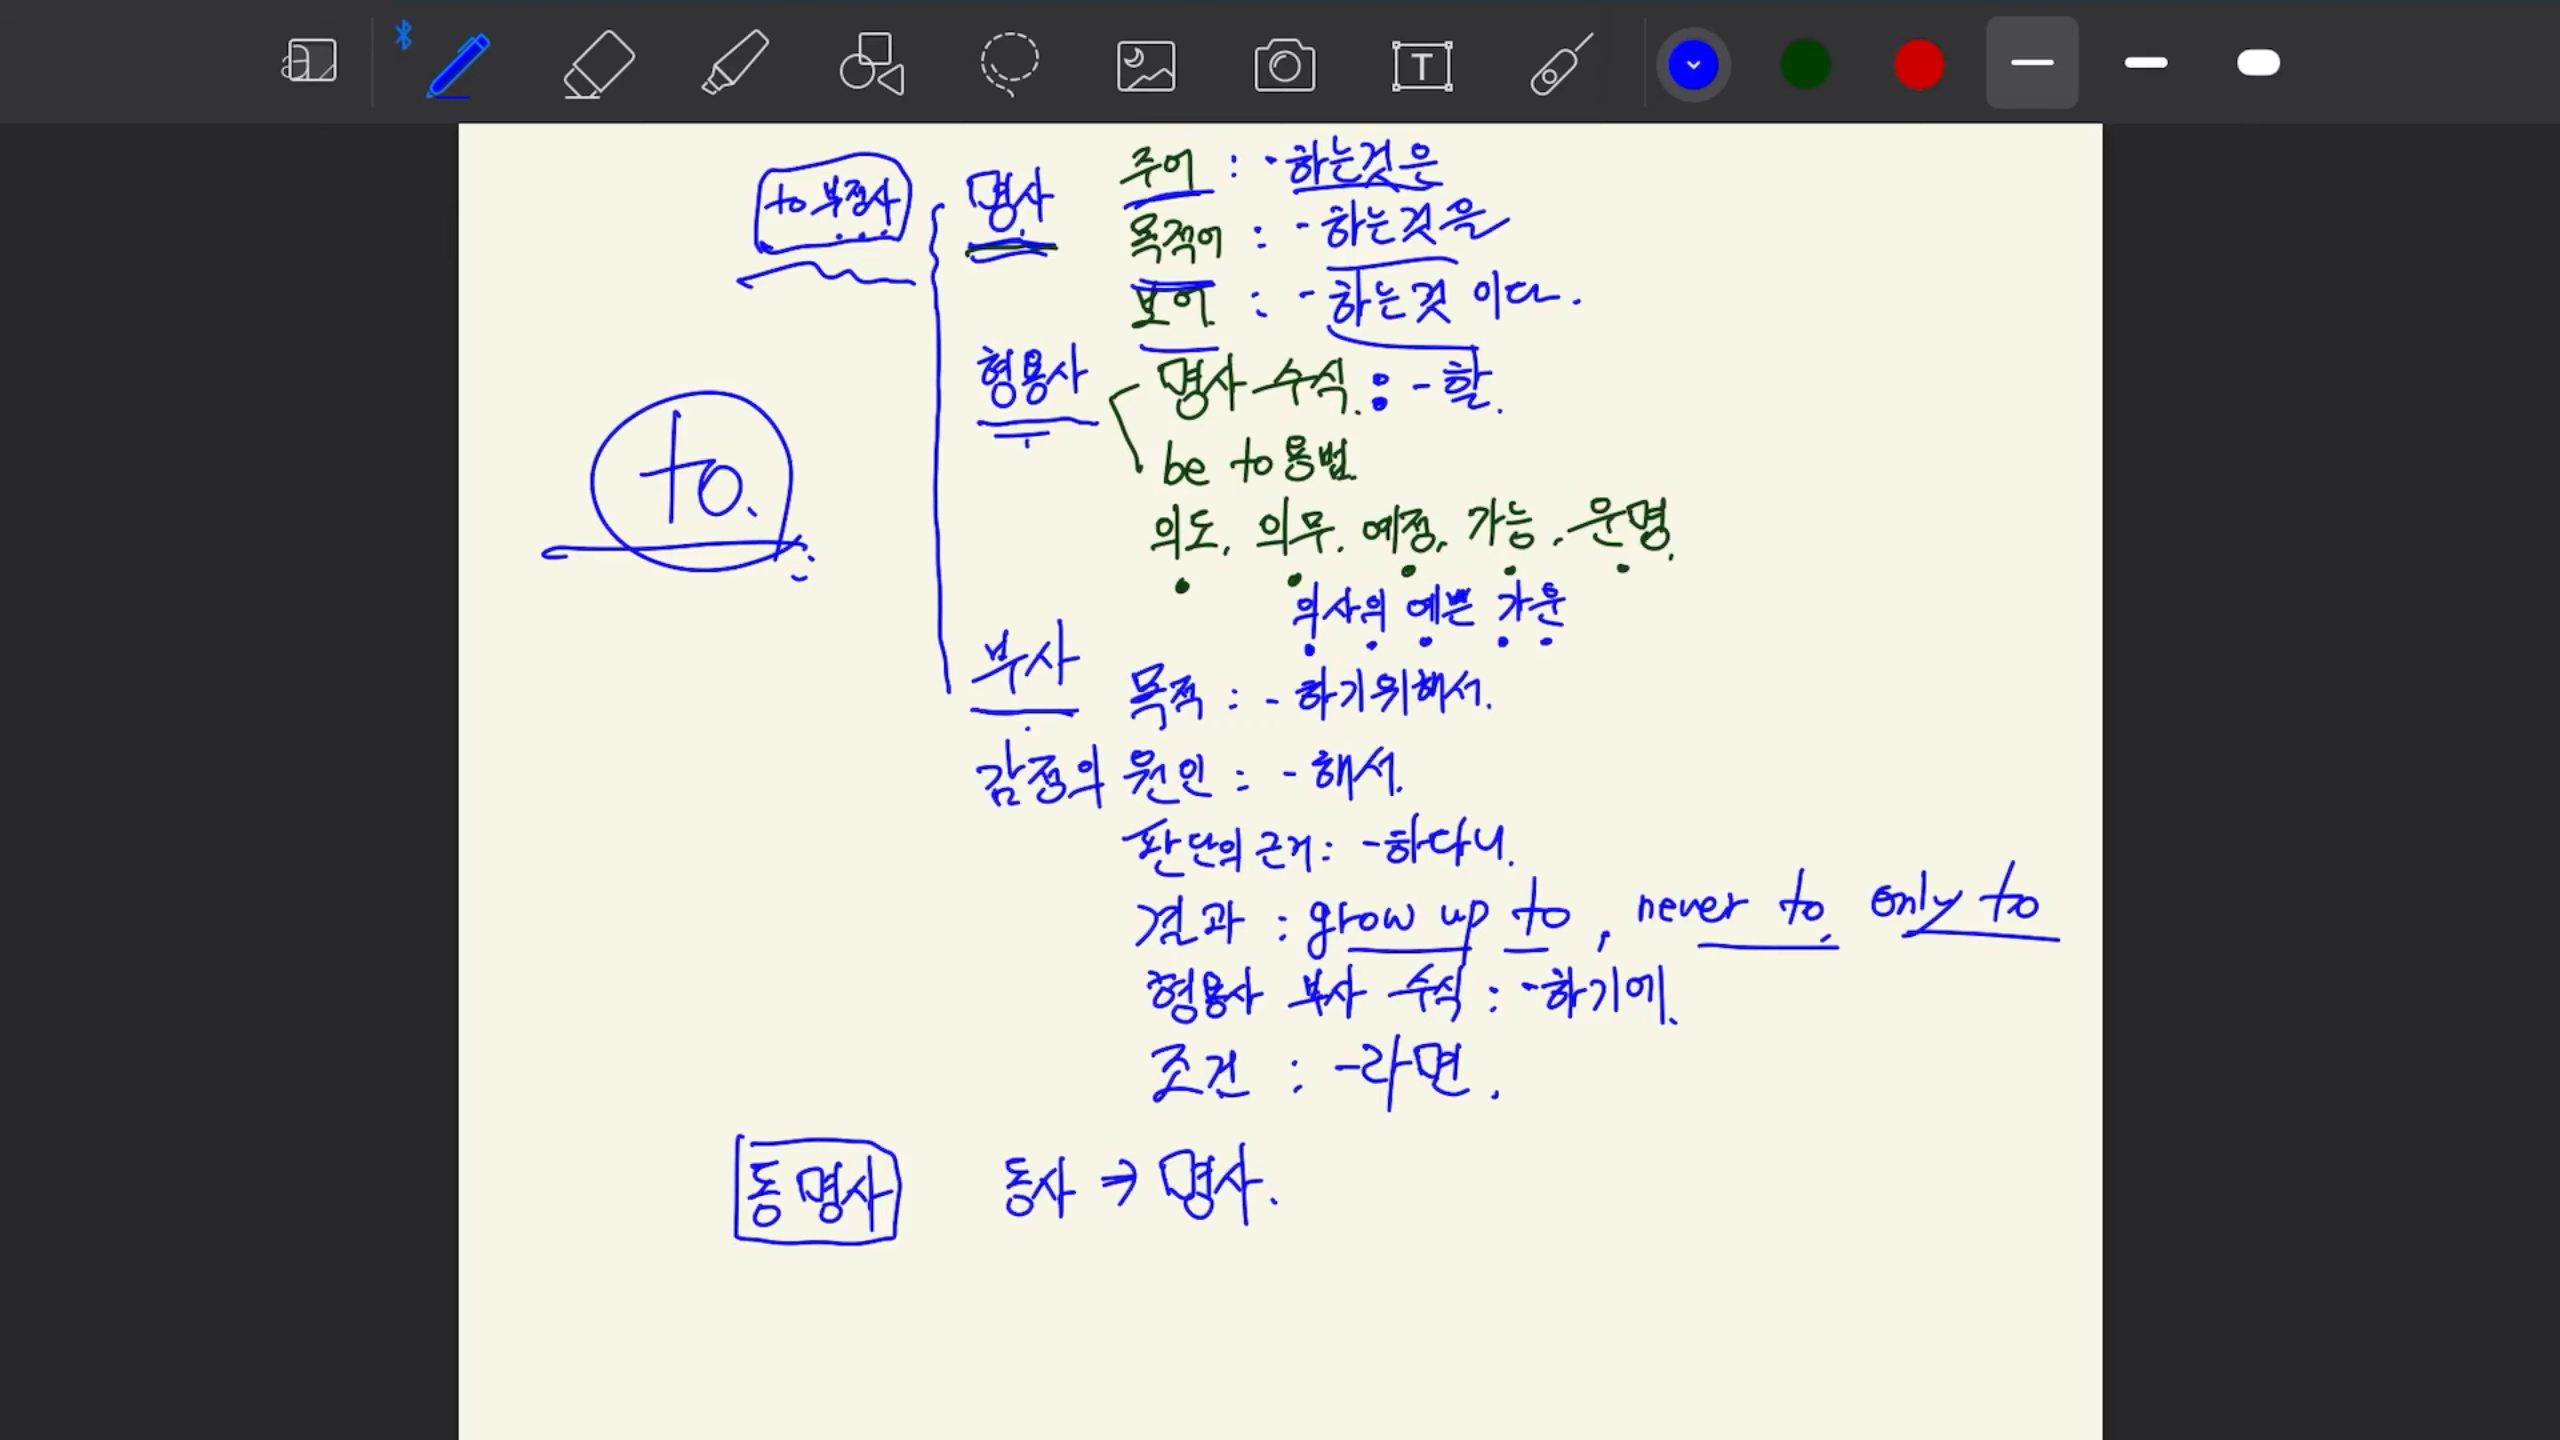 to 부정사
명사
주어 : -하는것은
목적어 : -하는것을
보어 : -하는것 이다.
to.
형용사
명사 수식. : -할.
be to 용법.
의도, 의무, 예정, 가능, 운명.
의사의 예쁜 가운
부사
목적 : -하기위해서.
감정의 원인 : -해서.
판단의 근거 : -하다니.
결과 : grow up to, never to, only to
형용사 부사 수식 : -하기에.
조건 : -라면.
동명사 동사 ⇒ 명사.